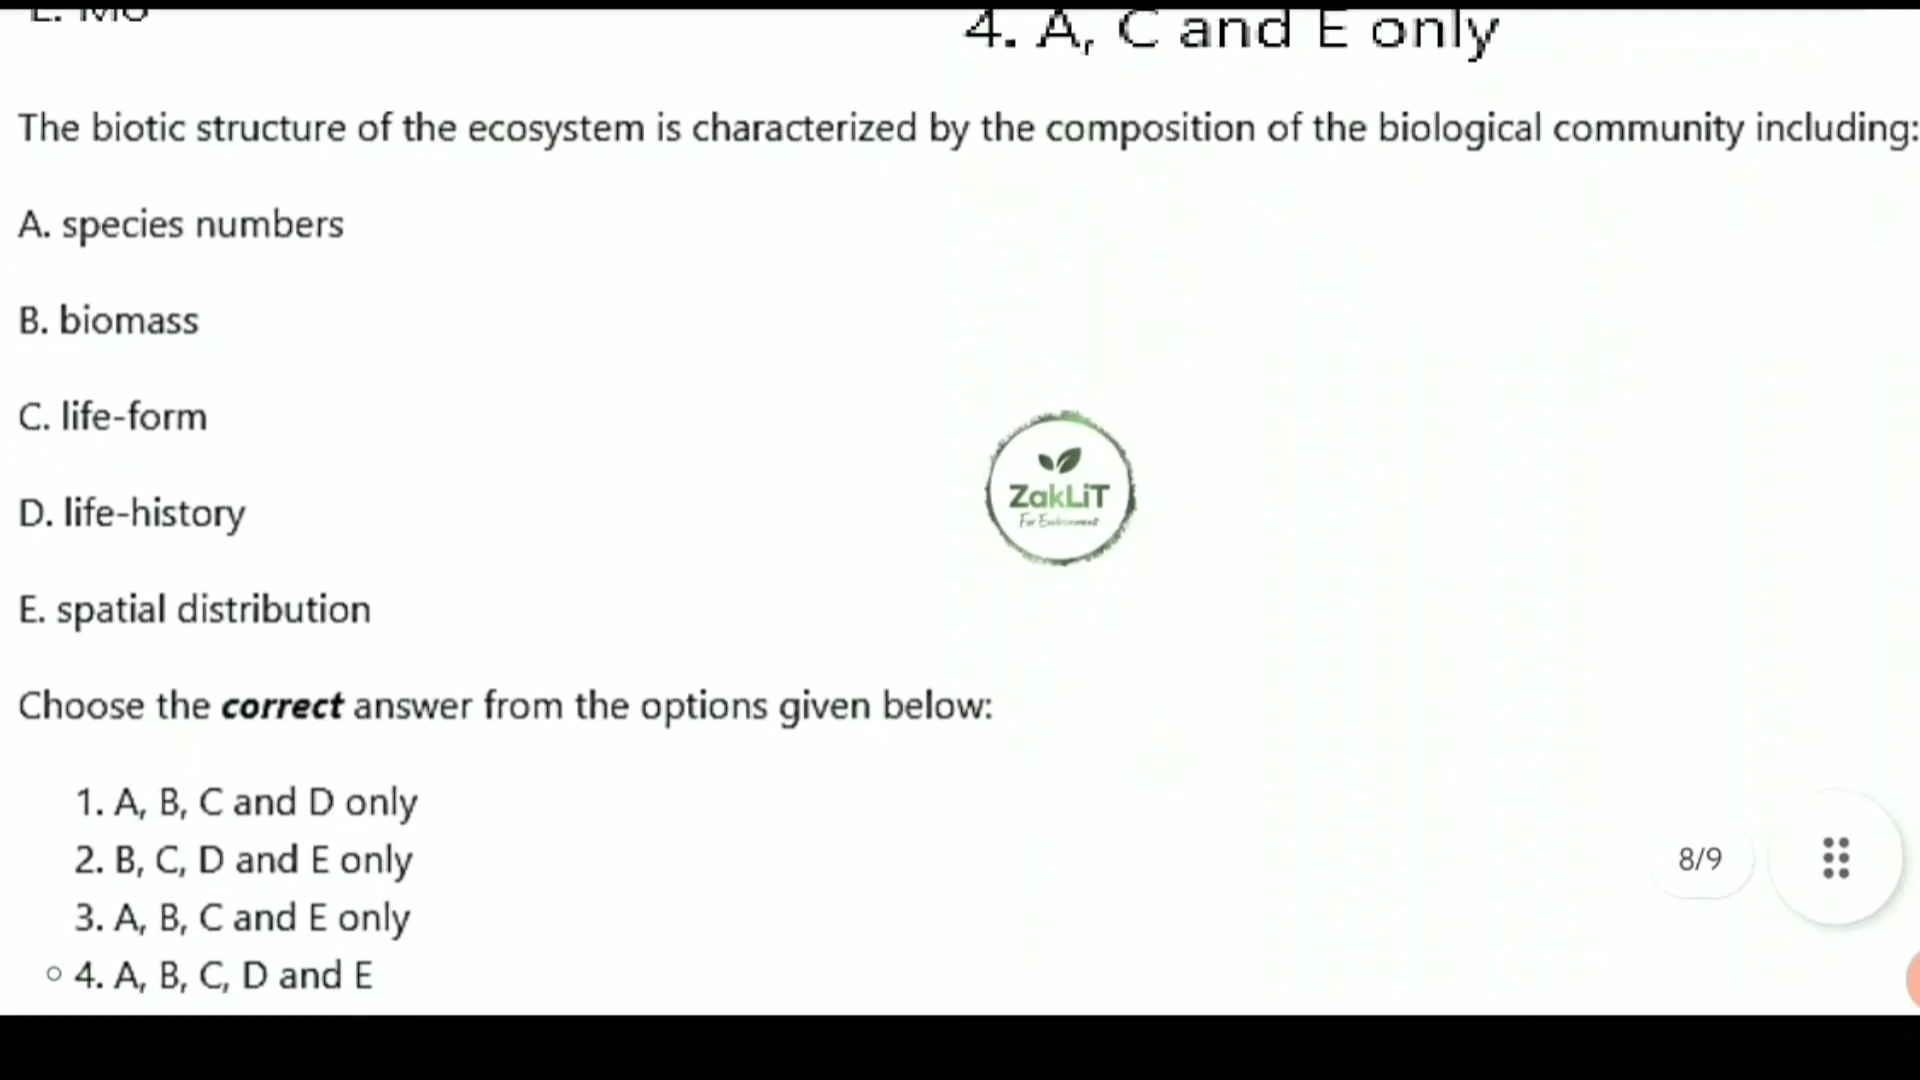 4. A, C and E only
The biotic structure of the ecosystem is characterized by the composition of the biological community including:
A. species numbers
B. biomass
C. life-form
D. life-history
E. spatial distribution
ZakLiT
For Environment
Choose the correct answer from the options given below:
1. A, B, C and D only
2. B, C, D and E only
3. A, B, C and E only
4. A, B, C, D and E
8/9